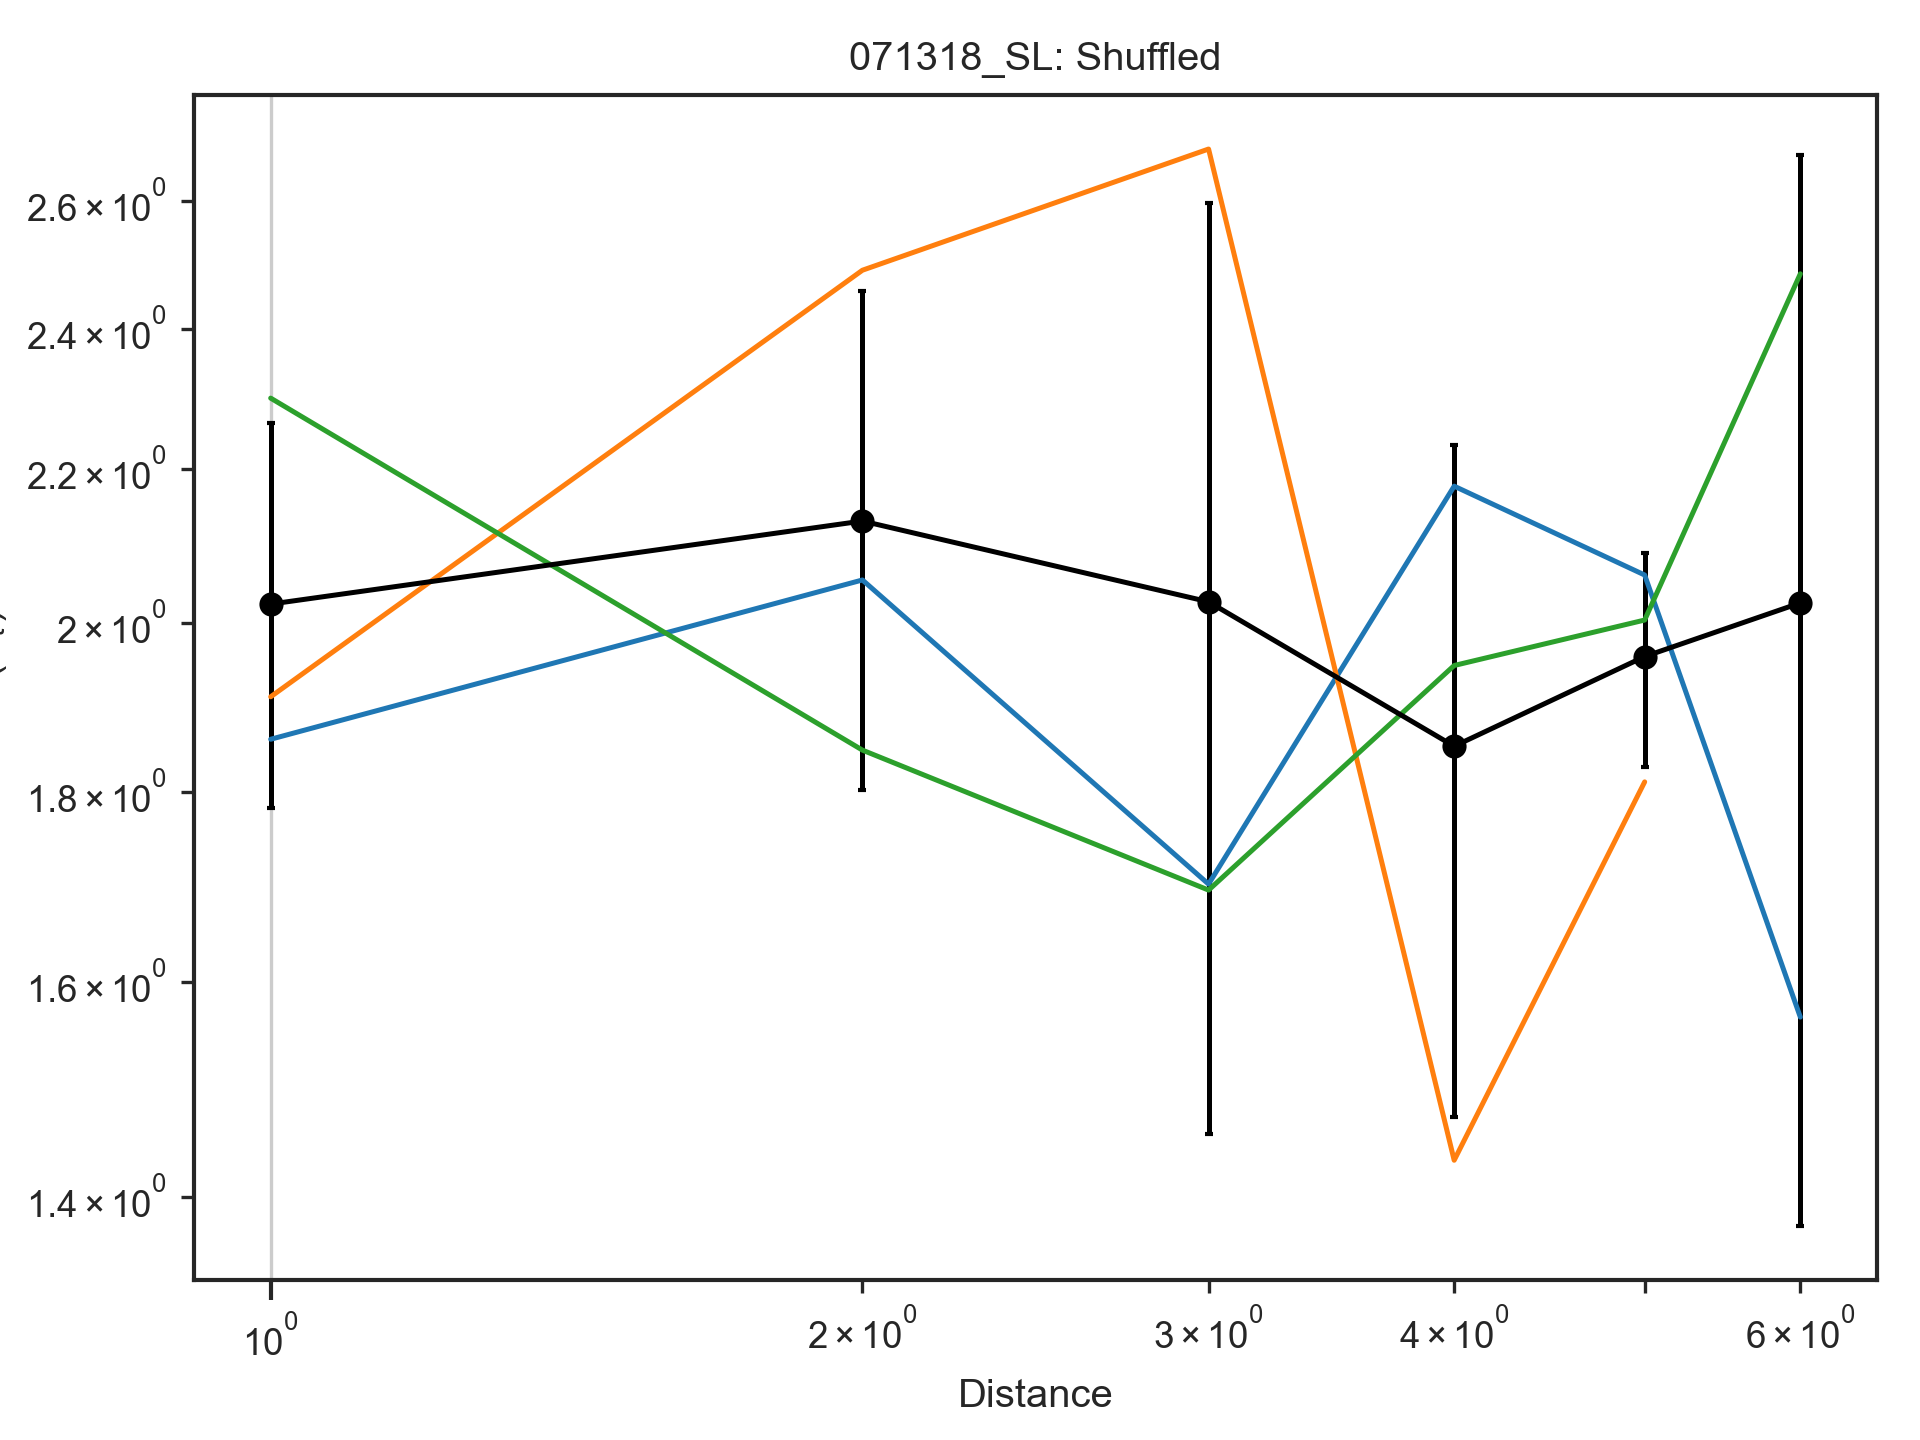 071318_SL: Shuffled
2.6 × 10⁰
2.4 × 10⁰
2.2 × 10⁰
2 × 10⁰
1.8 × 10⁰
1.6 × 10⁰
1.4 × 10⁰
10⁰
2 × 10⁰
3 × 10⁰
4 × 10⁰
6 × 10⁰
Distance